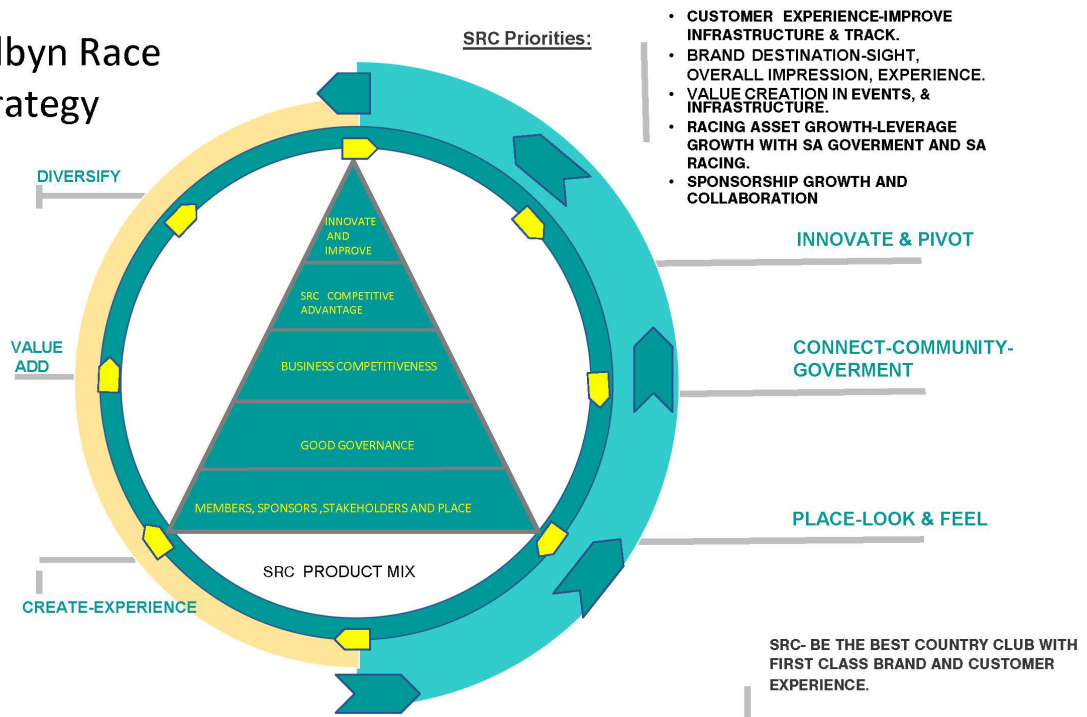 lbyn Race
rategy
SRC Priorities:
• CUSTOMER EXPERIENCE-IMPROVE
INFRASTRUCTURE & TRACK.
• BRAND DESTINATION-SIGHT,
OVERALL IMPRESSION, EXPERIENCE.
• VALUE CREATION IN EVENTS, &
INFRASTRUCTURE.
• RACING ASSET GROWTH-LEVERAGE
GROWTH WITH SA GOVERMENT AND SA
RACING.
• SPONSORSHIP GROWTH AND
COLLABORATION
DIVERSIFY
INNOVATE
AND
IMPROVE
INNOVATE & PIVOT
SRC COMPETITIVE
ADVANTAGE
VALUE
ADD
BUSINESS COMPETITIVENESS
CONNECT-COMMUNITY-
GOVERMENT
GOOD GOVERNANCE
MEMBERS, SPONSORS ,STAKEHOLDERS AND PLACE
PLACE-LOOK & FEEL
SRC PRODUCT MIX
CREATE-EXPERIENCE
SRC- BE THE BEST COUNTRY CLUB WITH
FIRST CLASS BRAND AND CUSTOMER
EXPERIENCE.